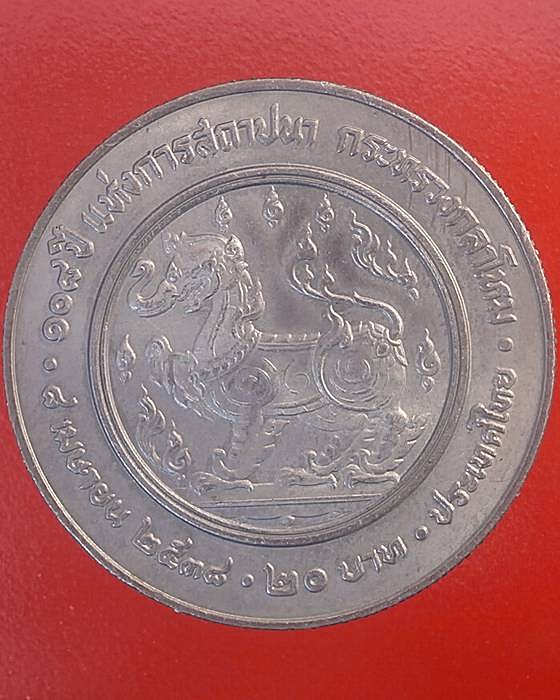 ๑๐๘ ปี แห่งการสถาปนา กระทรวงกลาโหม • ประเทศไทย • ๒๐ บาท • ๘ เมษายน ๒๕๓๘ •